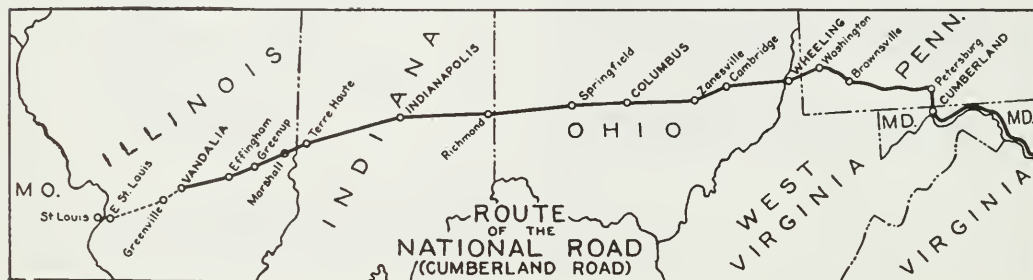 ILLINOIS
INDIANA
OHIO
PENN.
MD.
MD.
WEST
VIRGINIA
VIRGINIA
MO.
St Louis
E St. Louis
Greenville
VANDALIA
Effingham
Greenup
Marshall
Terre Haute
INDIANAPOLIS
Richmond
Springfield
COLUMBUS
Zanesville
Cambridge
WHEELING
Washington
Brownsville
Petersburg
CUMBERLAND
ROUTE
OF THE
NATIONAL ROAD
(CUMBERLAND ROAD)